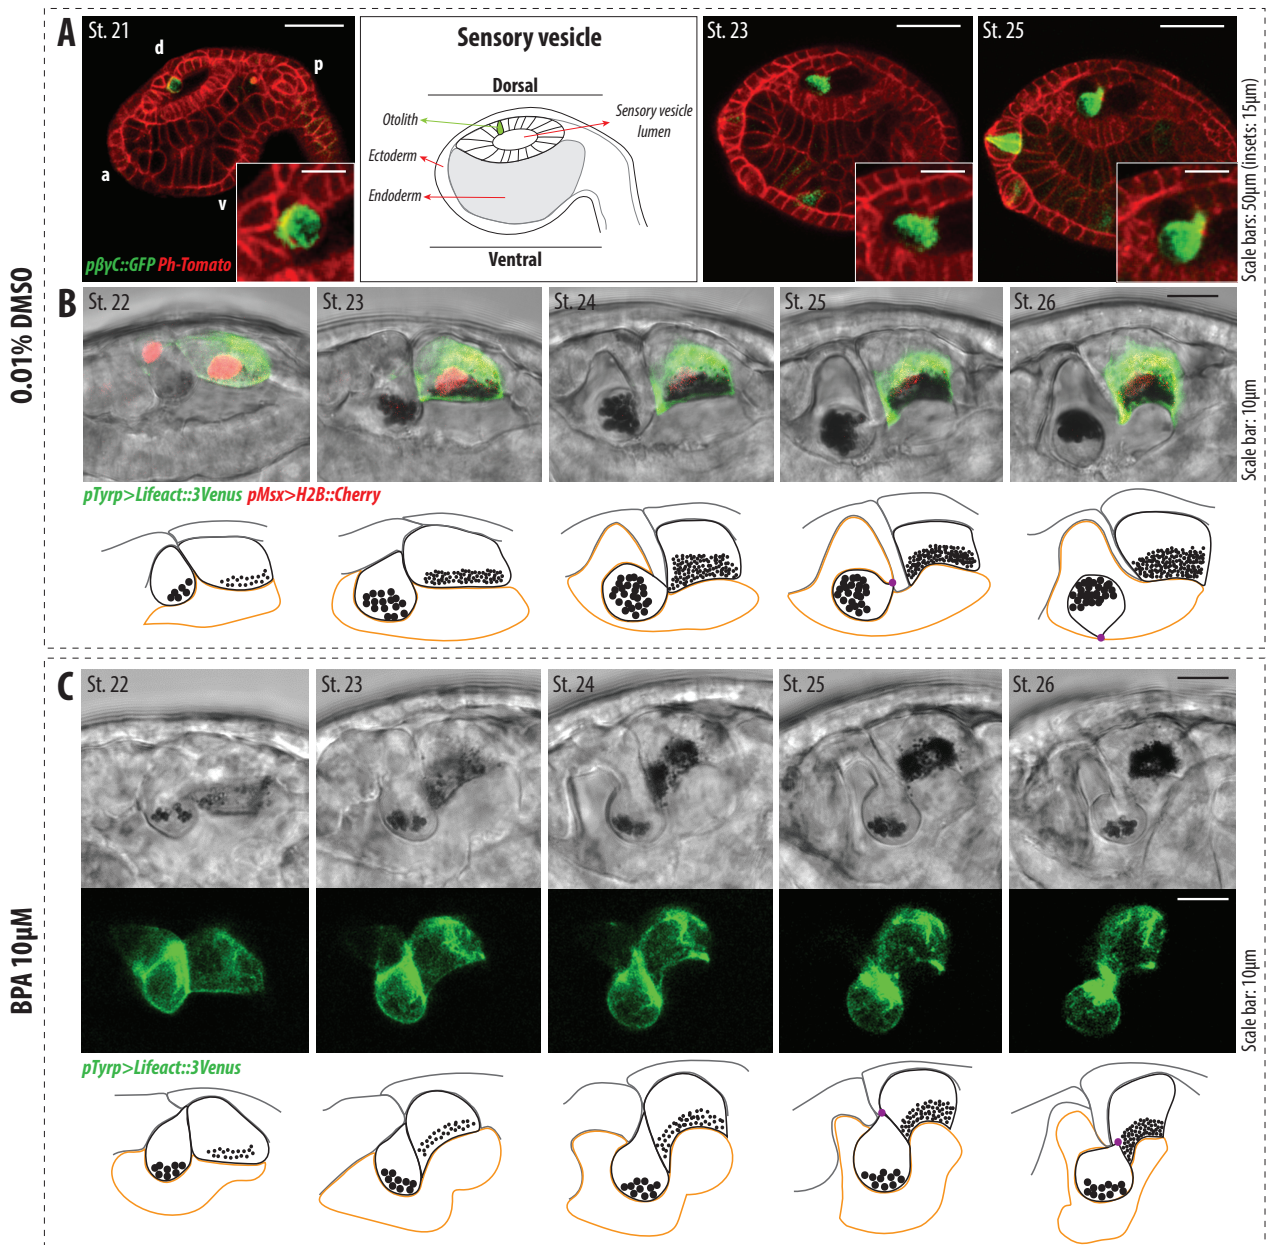 A
St. 21
d
p
a
v
pβγC::GFP Ph-Tomato
Sensory vesicle
Dorsal
Otolith
Sensory vesicle
lumen
Ectoderm
Endoderm
Ventral
St. 23
St. 25
Scale bars: 50µm (insets: 15µm)
0.01% DMSO
B
St. 22
St. 23
St. 24
St. 25
St. 26
Scale bar: 10µm
pTyrp>Lifeact::3Venus pMsx>H2B::Cherry
C
St. 22
St. 23
St. 24
St. 25
St. 26
BPA 10µM
Scale bar: 10µm
pTyrp>Lifeact::3Venus